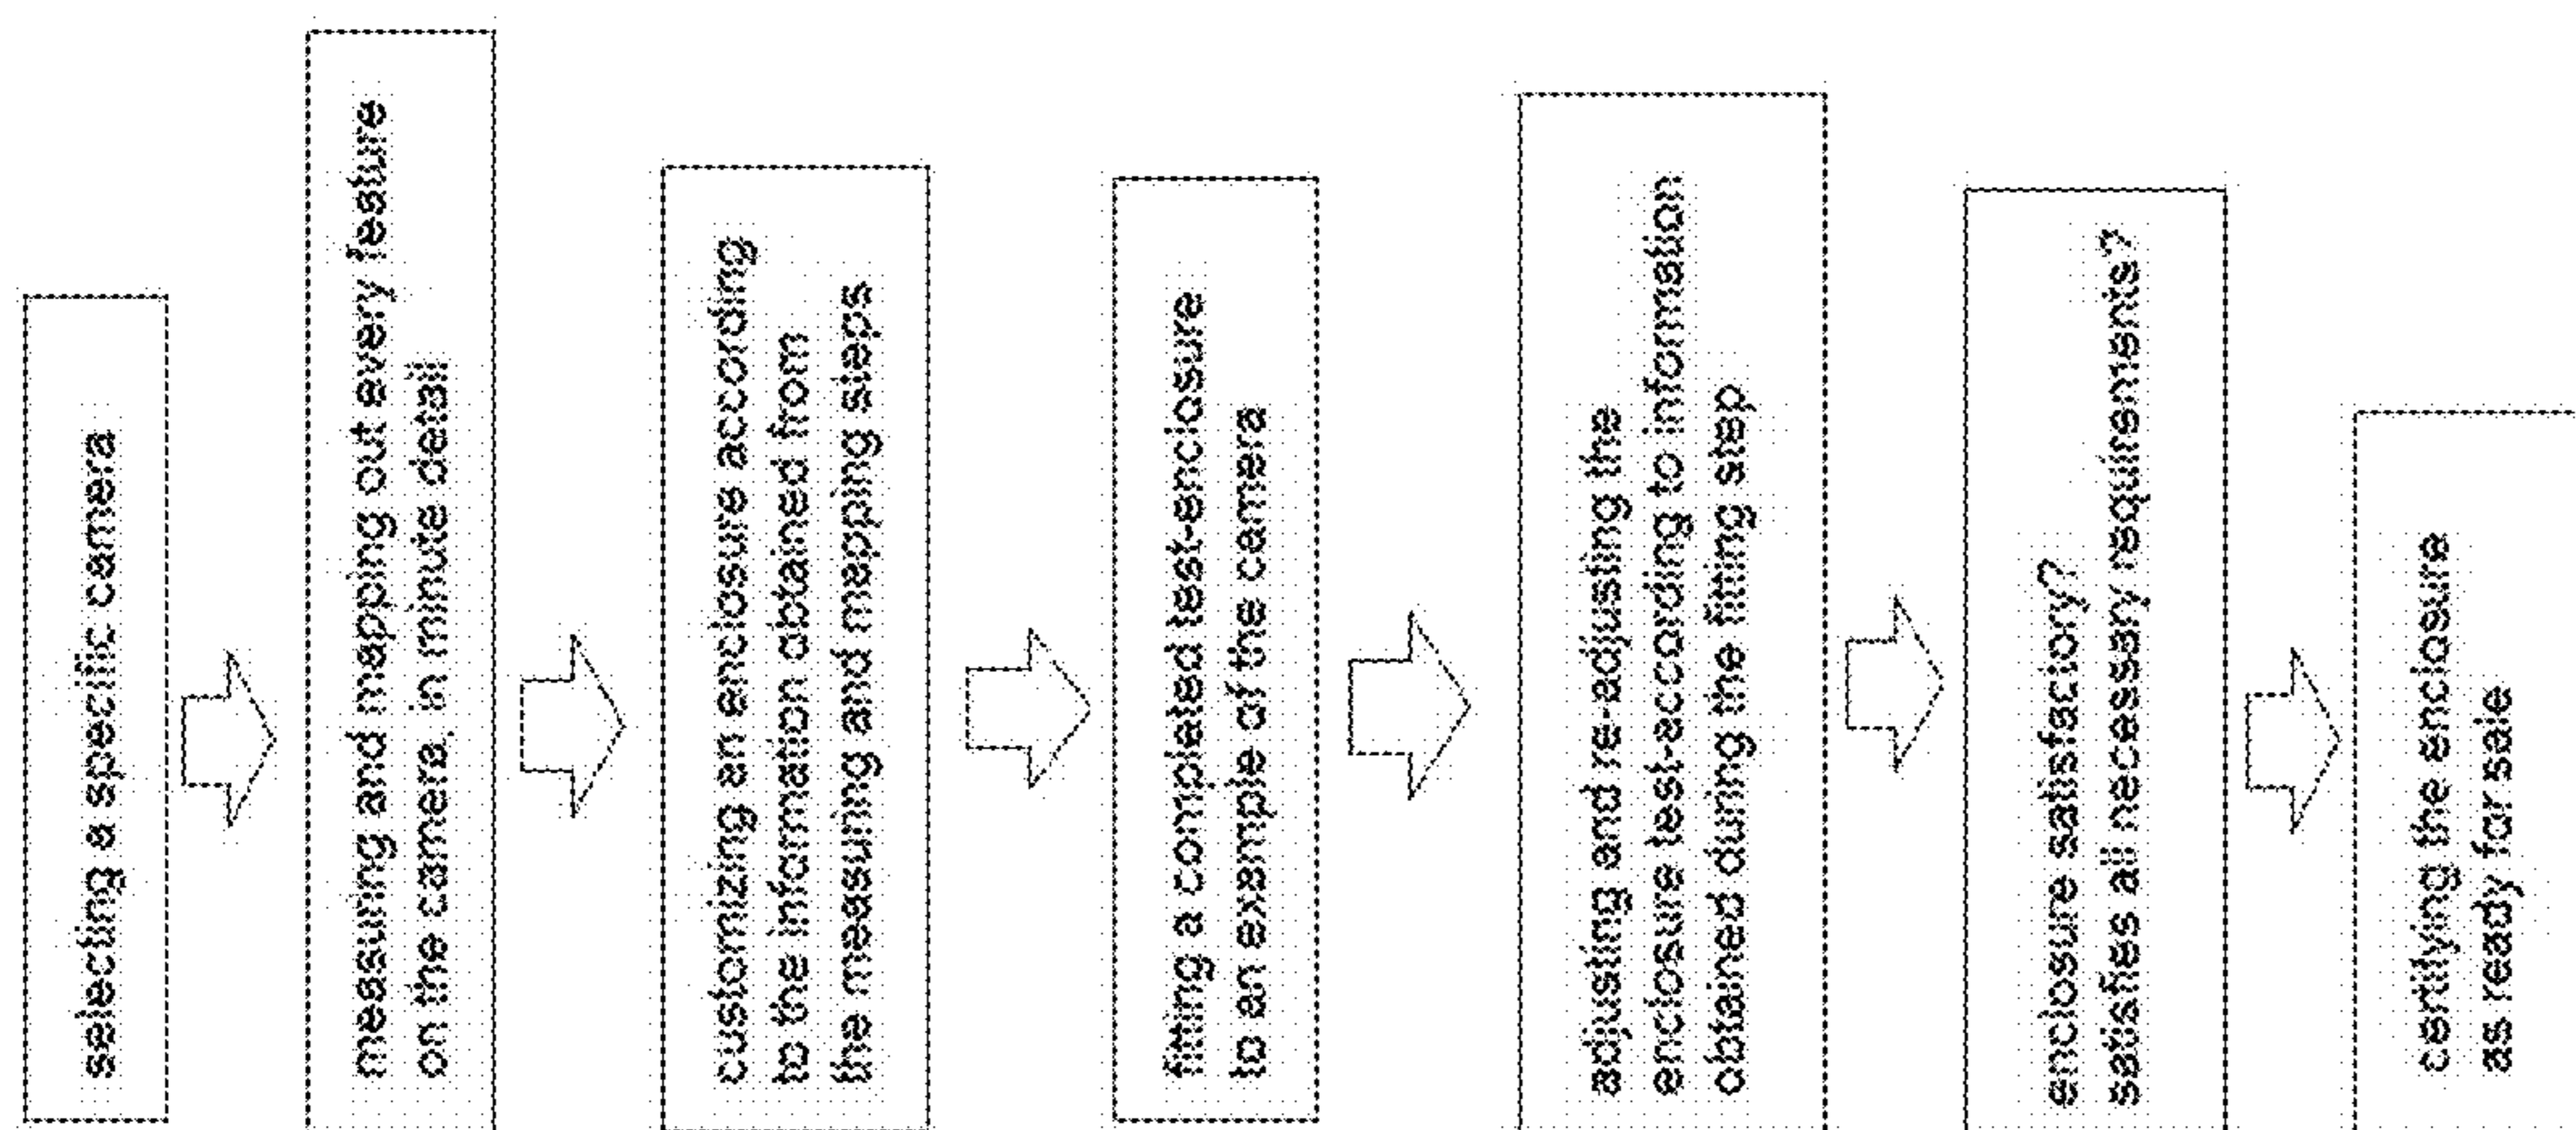 selecting a specific camera
measuring and mapping out every feature
on the camera, in minute detail
customizing an enclosure according
to the information obtained from
the measuring and mapping steps
fitting a completed test-enclosure
to an example of the camera
adjusting and re-adjusting the
enclosure test-according to information
obtained during the fitting step
enclosure satisfactory?
satisfies all necessary requirements?
certifying the enclosure
as ready for sale